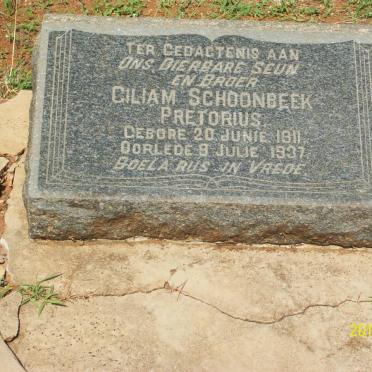 TER GEDAGTENIS AAN
ONS DIERBARE SEUN
EN BROER
GILIAM SCHOONBEEK
PRETORIUS
GEBORE 20 JUNIE 1911
OORLEDE 9 JULIE 1937
BOELA RUS IN VREDE